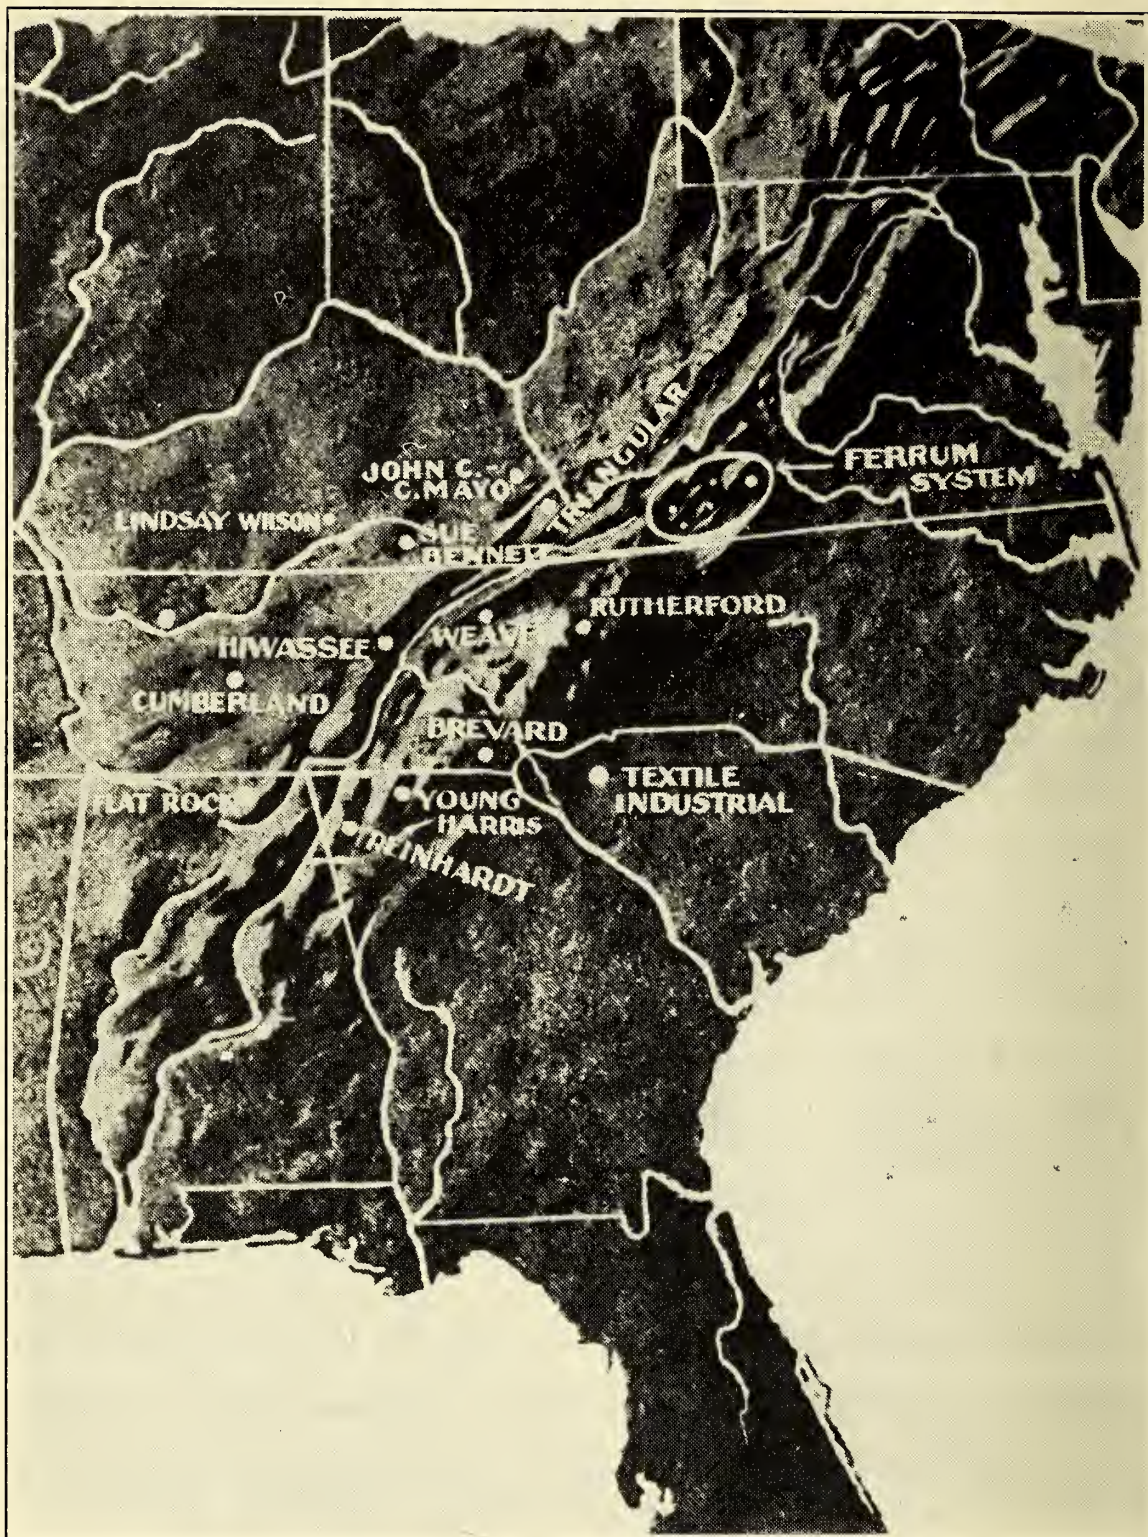 TRIANGULAR
JOHN C.-
C. MAYO
FERRUM
SYSTEM
LINDSAY WILSON
SUE
BENNETT
RUTHERFORD
HIWASSEE
CUMBERLAND
BREVARD
TEXTILE
INDUSTRIAL
FLAT ROCK
YOUNG
HARRIS
REINHARDT